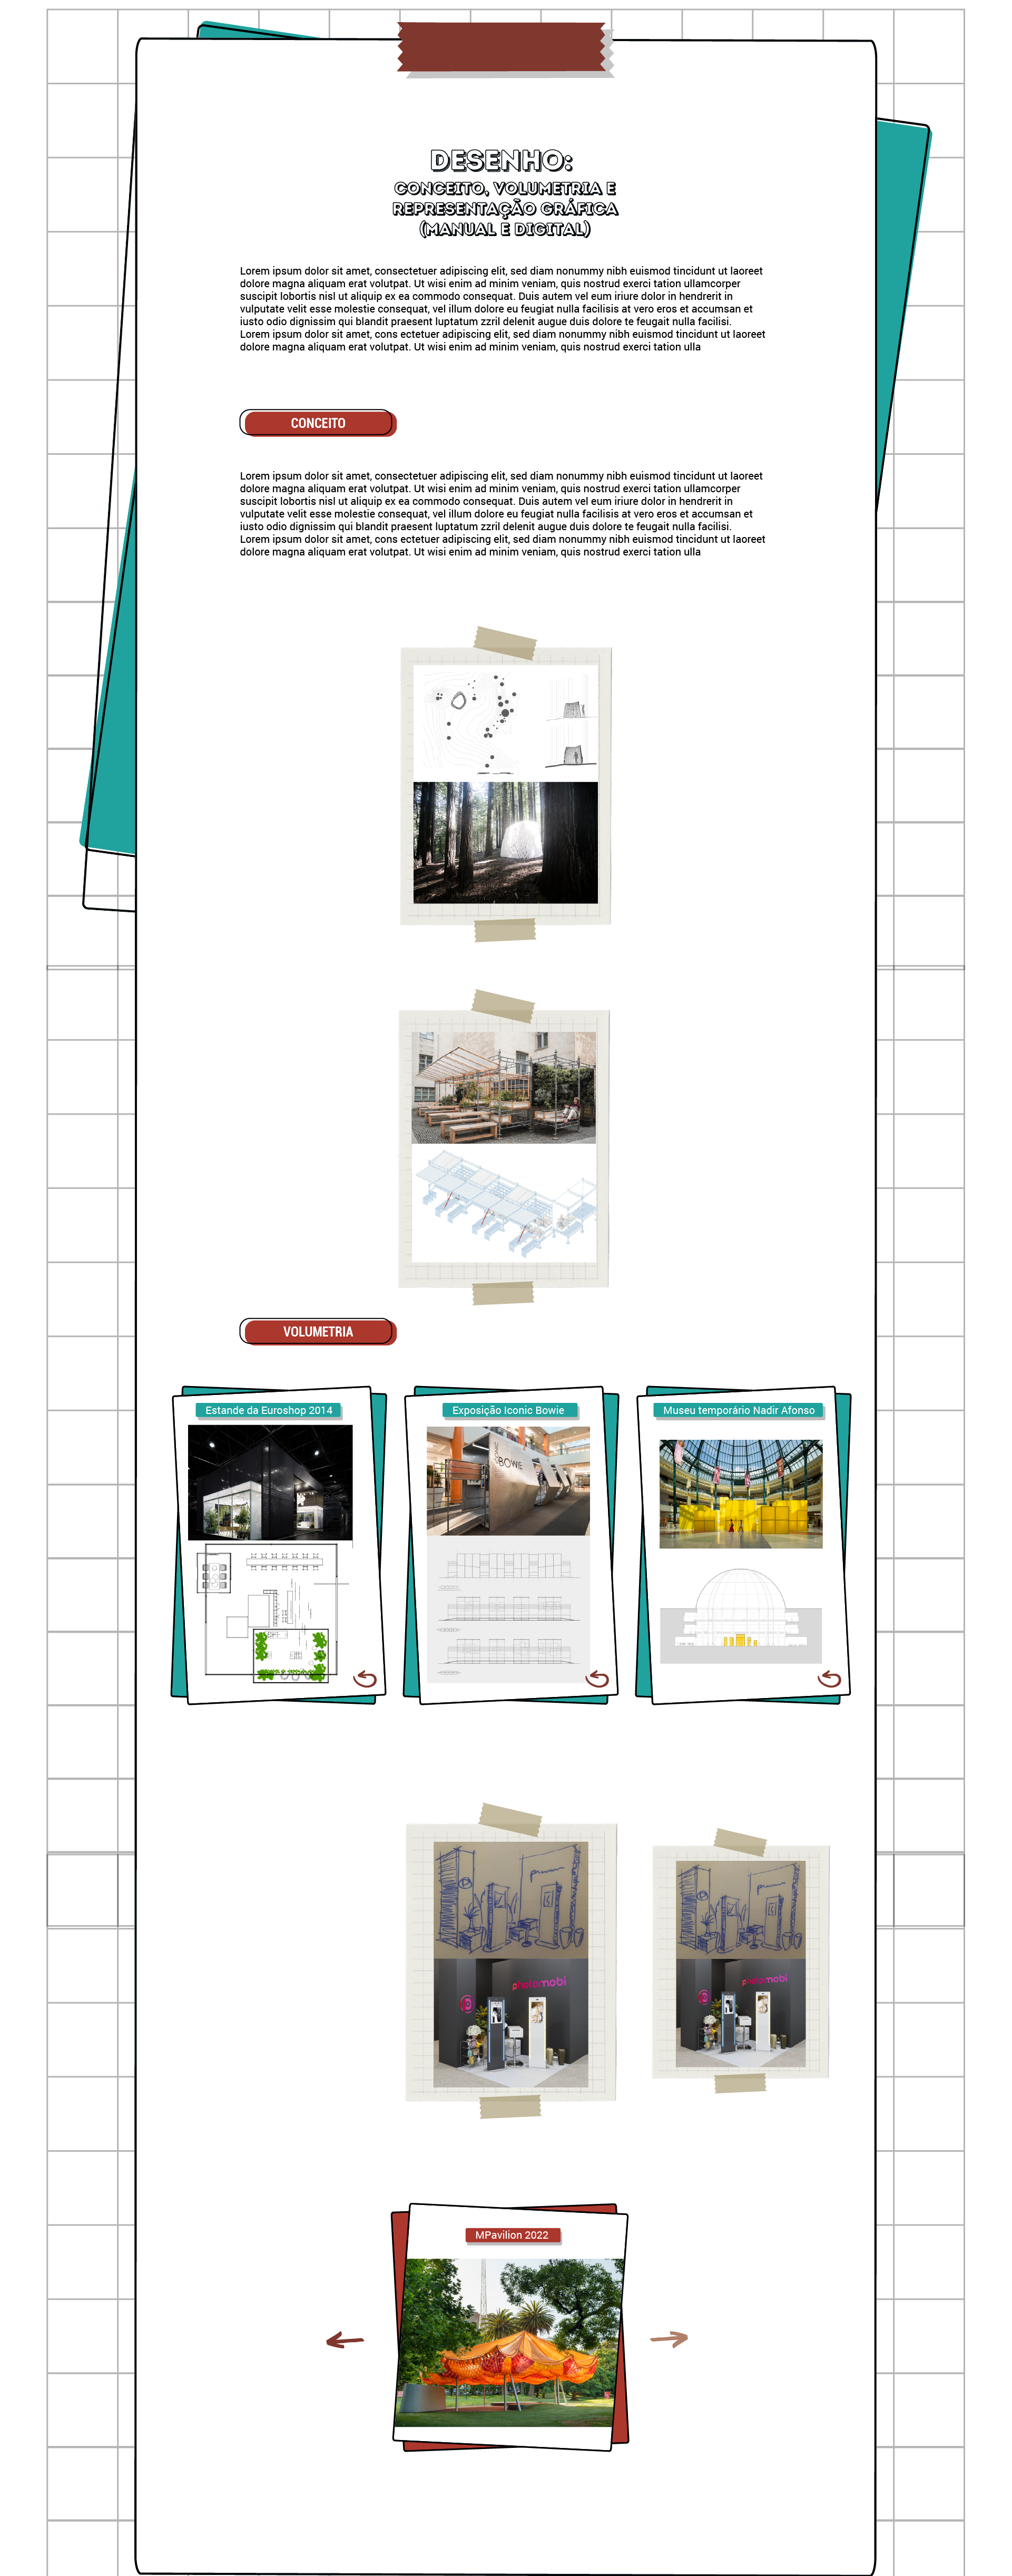 DESENHO:
CONCEITO, VOLUMETRIA E
REPRESENTAÇÃO GRÁFICA
(MANUAL E DIGITAL)
Lorem ipsum dolor sit amet, consectetuer adipiscing elit, sed diam nonummy nibh euismod tincidunt ut laoreet
dolore magna aliquam erat volutpat. Ut wisi enim ad minim veniam, quis nostrud exerci tation ullamcorper
suscipit lobortis nisl ut aliquip ex ea commodo consequat. Duis autem vel eum iriure dolor in hendrerit in
vulputate velit esse molestie consequat, vel illum dolore eu feugiat nulla facilisis at vero eros et accumsan et
iusto odio dignissim qui blandit praesent luptatum zzril delenit augue duis dolore te feugait nulla facilisi.
Lorem ipsum dolor sit amet, cons ectetuer adipiscing elit, sed diam nonummy nibh euismod tincidunt ut laoreet
dolore magna aliquam erat volutpat. Ut wisi enim ad minim veniam, quis nostrud exerci tation ulla
CONCEITO
Lorem ipsum dolor sit amet, consectetuer adipiscing elit, sed diam nonummy nibh euismod tincidunt ut laoreet
dolore magna aliquam erat volutpat. Ut wisi enim ad minim veniam, quis nostrud exerci tation ullamcorper
suscipit lobortis nisl ut aliquip ex ea commodo consequat. Duis autem vel eum iriure dolor in hendrerit in
vulputate velit esse molestie consequat, vel illum dolore eu feugiat nulla facilisis at vero eros et accumsan et
iusto odio dignissim qui blandit praesent luptatum zzril delenit augue duis dolore te feugait nulla facilisi.
Lorem ipsum dolor sit amet, cons ectetuer adipiscing elit, sed diam nonummy nibh euismod tincidunt ut laoreet
dolore magna aliquam erat volutpat. Ut wisi enim ad minim veniam, quis nostrud exerci tation ulla
VOLUMETRIA
Estande da Euroshop 2014
Exposição Iconic Bowie
BOWIE
Museu temporário Nadir Afonso
photomobi
photomobi
MPavilion 2022